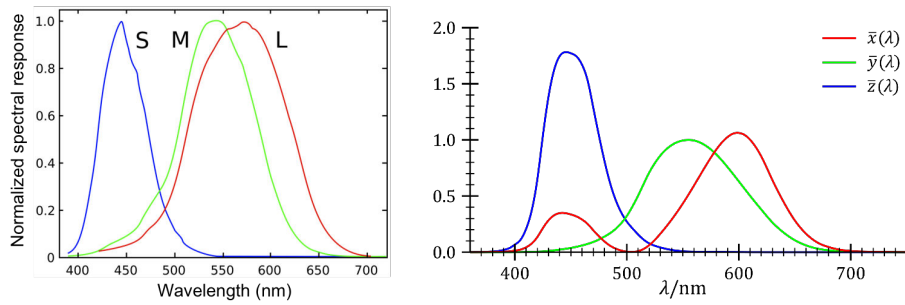 Normalized spectral response
1.0
0.8
0.6
0.4
0.2
0
S M L
400 450 500 550 600 650 700
Wavelength (nm)
x̄(λ)
ȳ(λ)
z̄(λ)
2.0
1.5
1.0
0.5
0.0
400 500 600 700
λ/nm